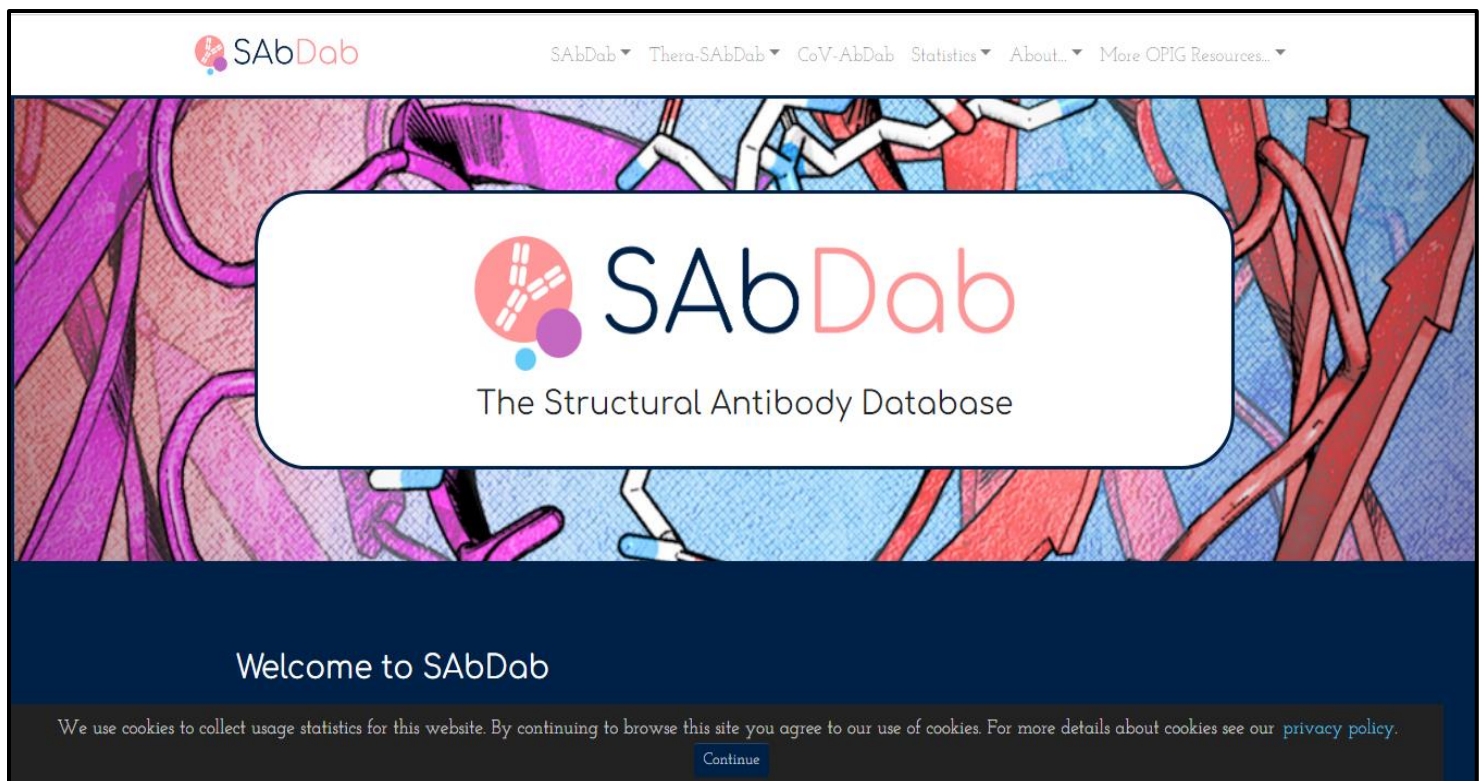 SAbDab
SAbDab Thera-SAbDab CoV-AbDab Statistics About... More OPIG Resources...
SAbDab
The Structural Antibody Database
Welcome to SAbDab
We use cookies to collect usage statistics for this website. By continuing to browse this site you agree to our use of cookies. For more details about cookies see our privacy policy.
Continue